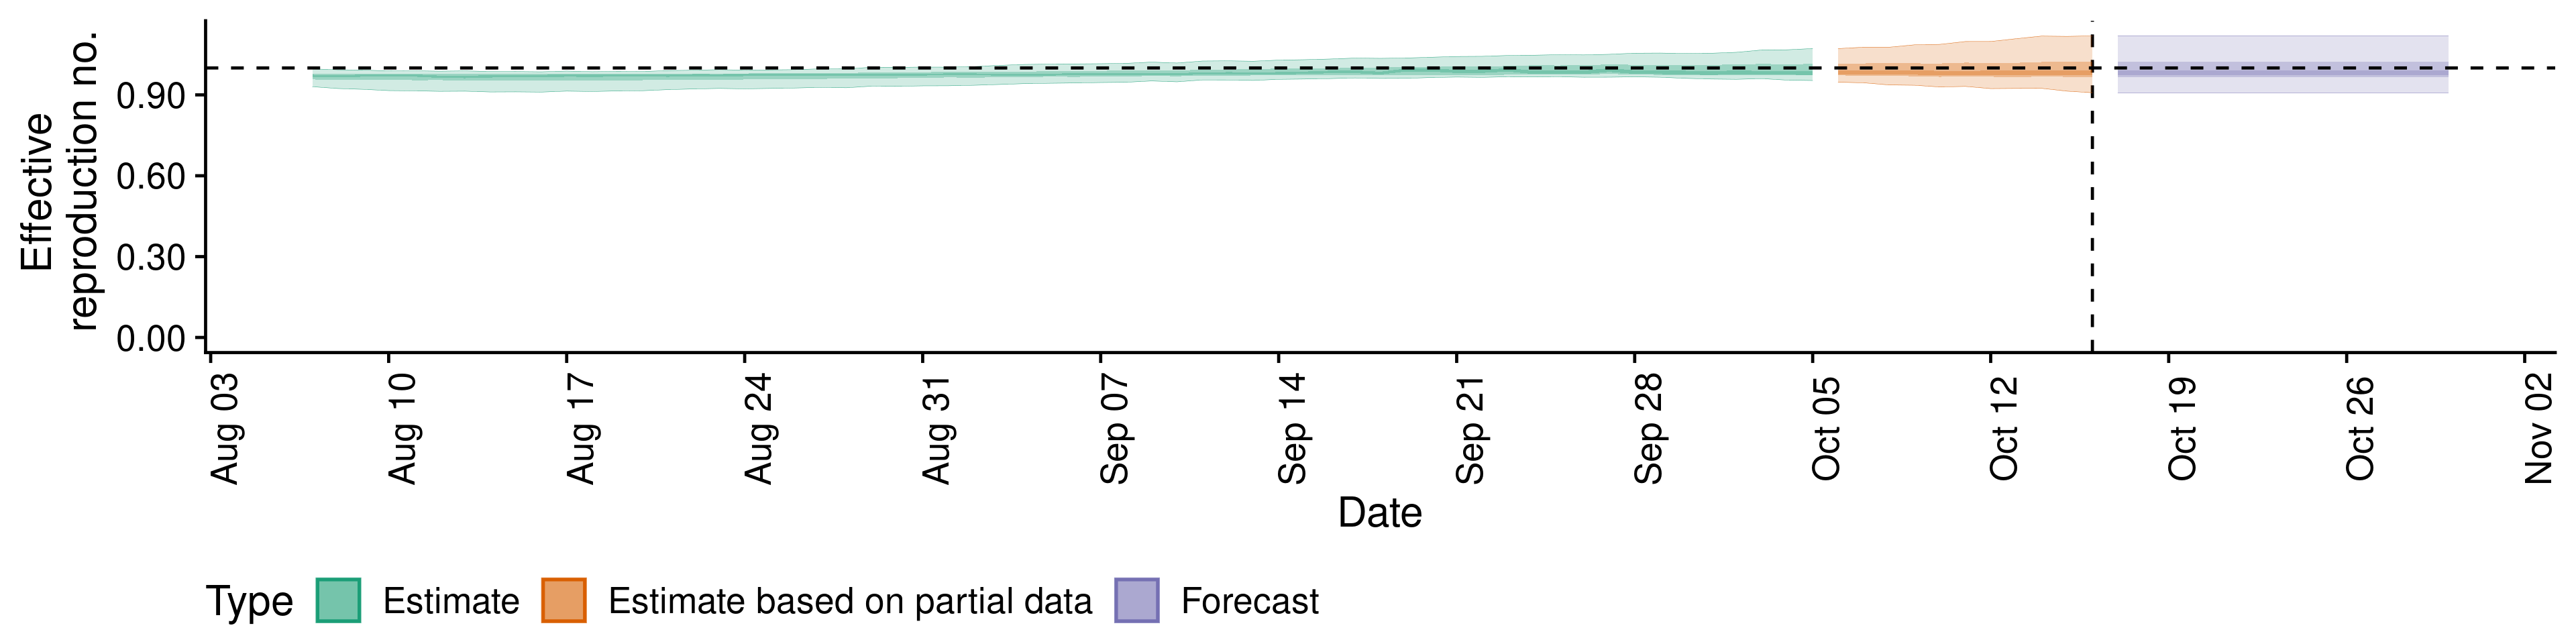 Effective
reproduction no.
0.90
0.60
0.30
0.00
Aug 03
Aug 10
Aug 17
Aug 24
Aug 31
Sep 07
Sep 14
Sep 21
Sep 28
Oct 05
Oct 12
Oct 19
Oct 26
Nov 02
Date
Type Estimate Estimate based on partial data Forecast